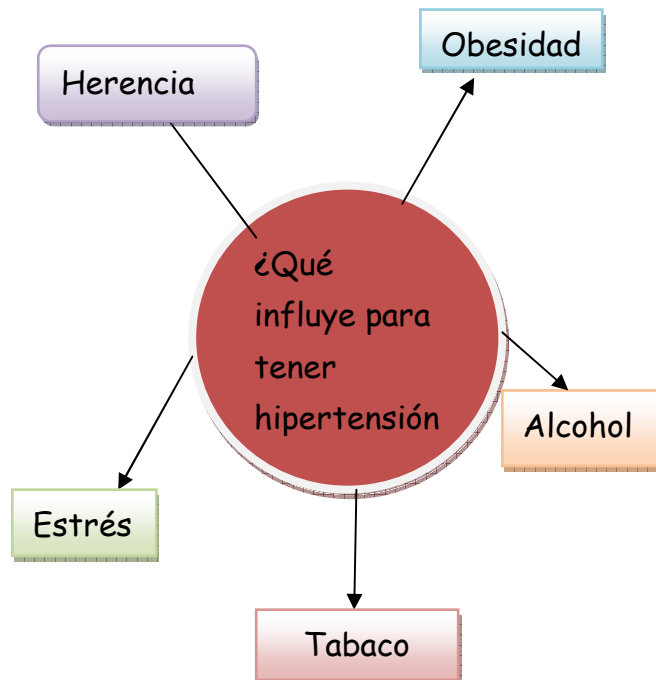 Obesidad
Herencia
¿Qué
influye para
tener
hipertensión
Alcohol
Estrés
Tabaco